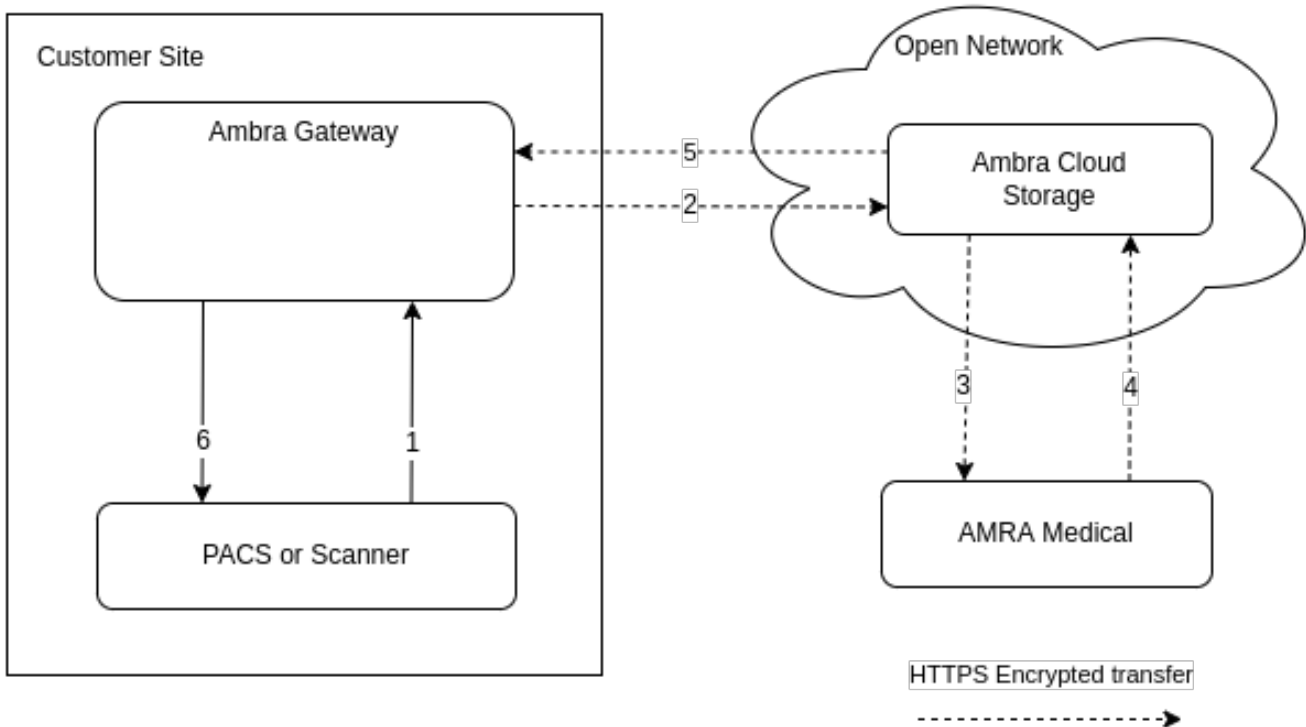 Customer Site
Ambra Gateway
Open Network
Ambra Cloud
Storage
5
2
3
4
6
1
PACS or Scanner
AMRA Medical
HTTPS Encrypted transfer